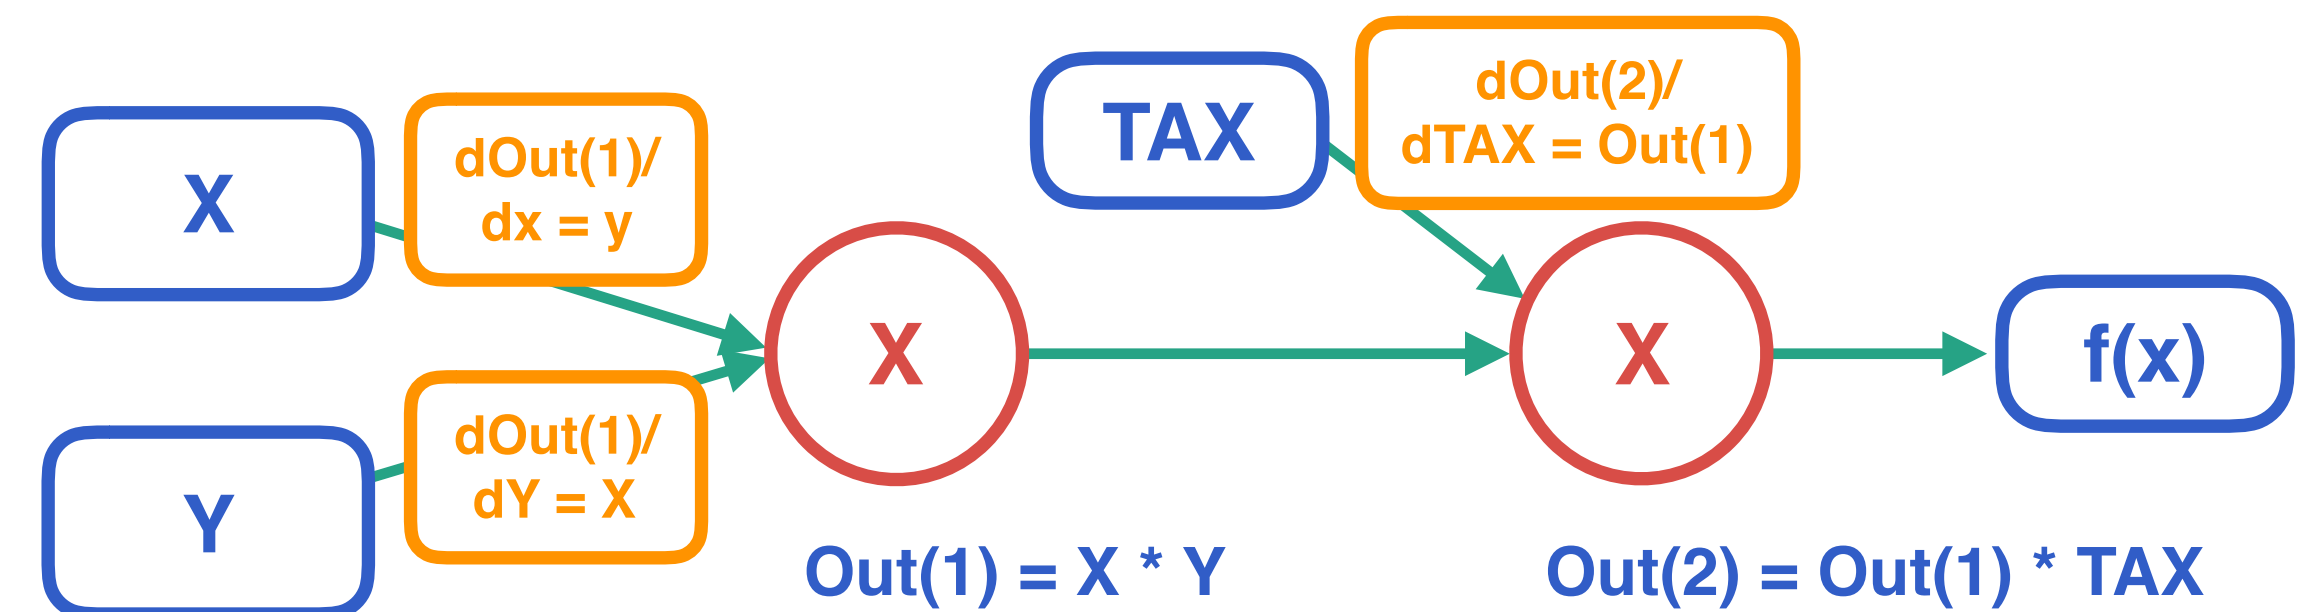 X
dOut(1)/
dx = y
TAX
dOut(2)/
dTAX = Out(1)
Y
dOut(1)/
dY = X
X
X
f(x)
Out(1) = X * Y
Out(2) = Out(1) * TAX